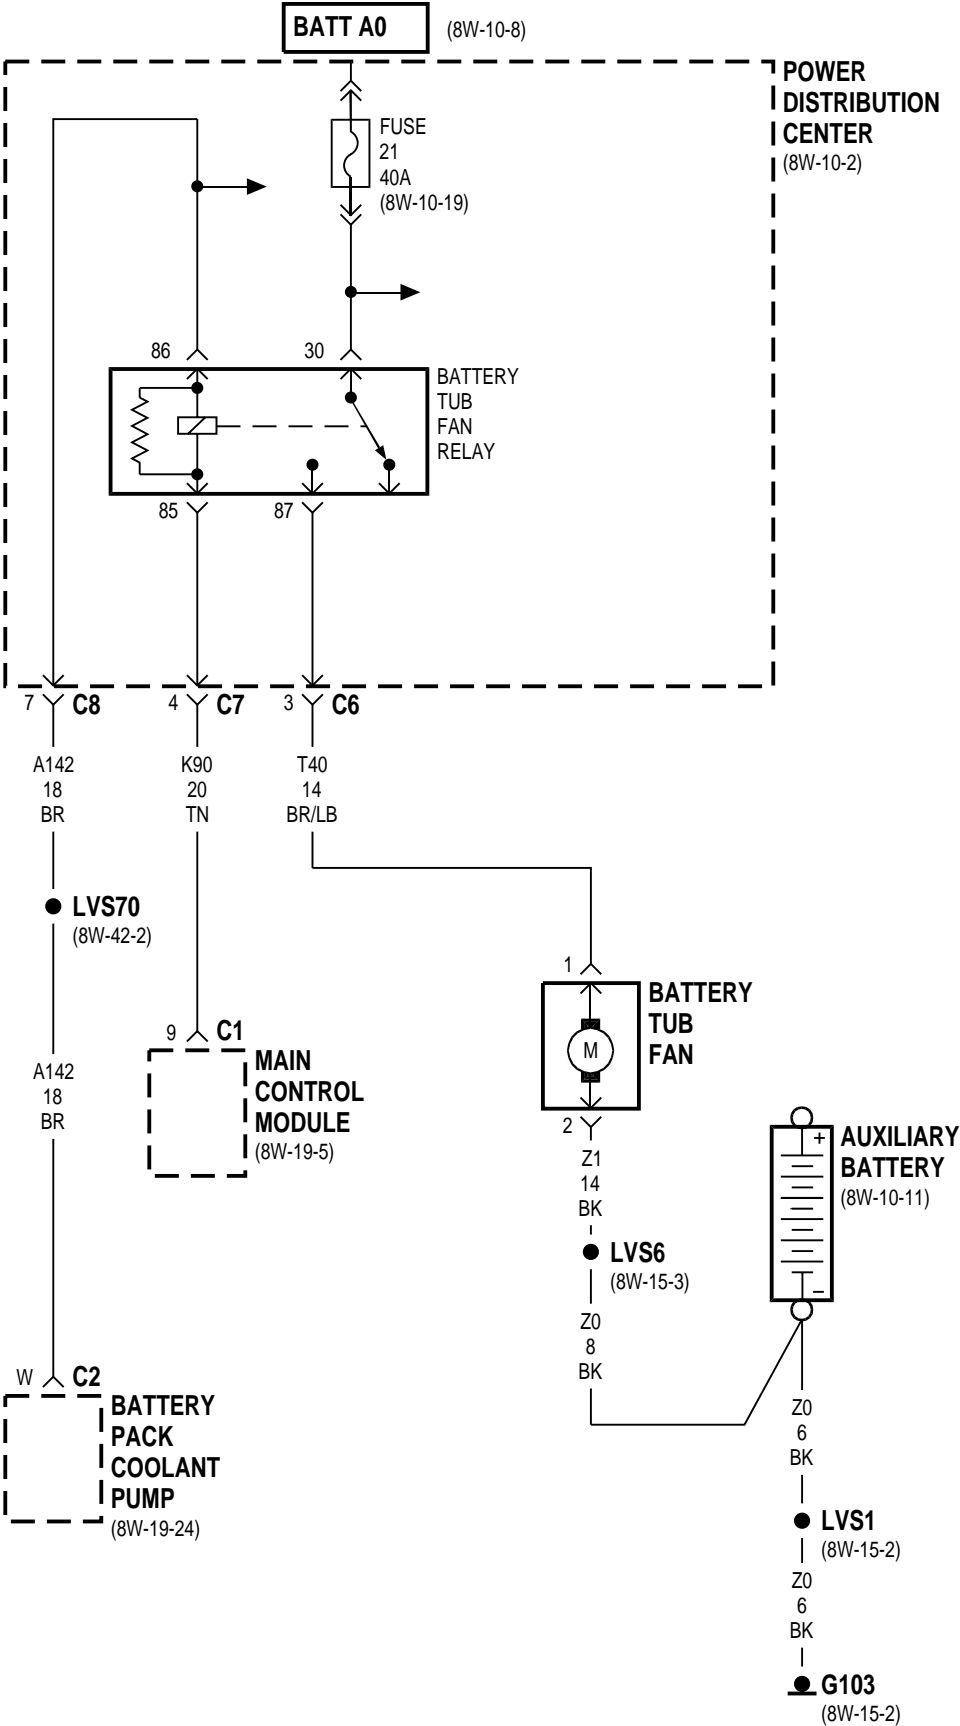 BATT A0
(8W-10-8)
POWER
DISTRIBUTION
CENTER
(8W-10-2)
FUSE
21
40A
(8W-10-19)
86
30
BATTERY
TUB
FAN
RELAY
85
87
7
C8
4
C7
3
C6
A142
18
BR
K90
20
TN
T40
14
BR/LB
LVS70
(8W-42-2)
1
BATTERY
TUB
FAN
M
9
C1
MAIN
CONTROL
MODULE
(8W-19-5)
A142
18
BR
2
Z1
14
BK
+
AUXILIARY
BATTERY
(8W-10-11)
–
LVS6
(8W-15-3)
Z0
8
BK
W
C2
BATTERY
PACK
COOLANT
PUMP
(8W-19-24)
Z0
6
BK
LVS1
(8W-15-2)
Z0
6
BK
G103
(8W-15-2)